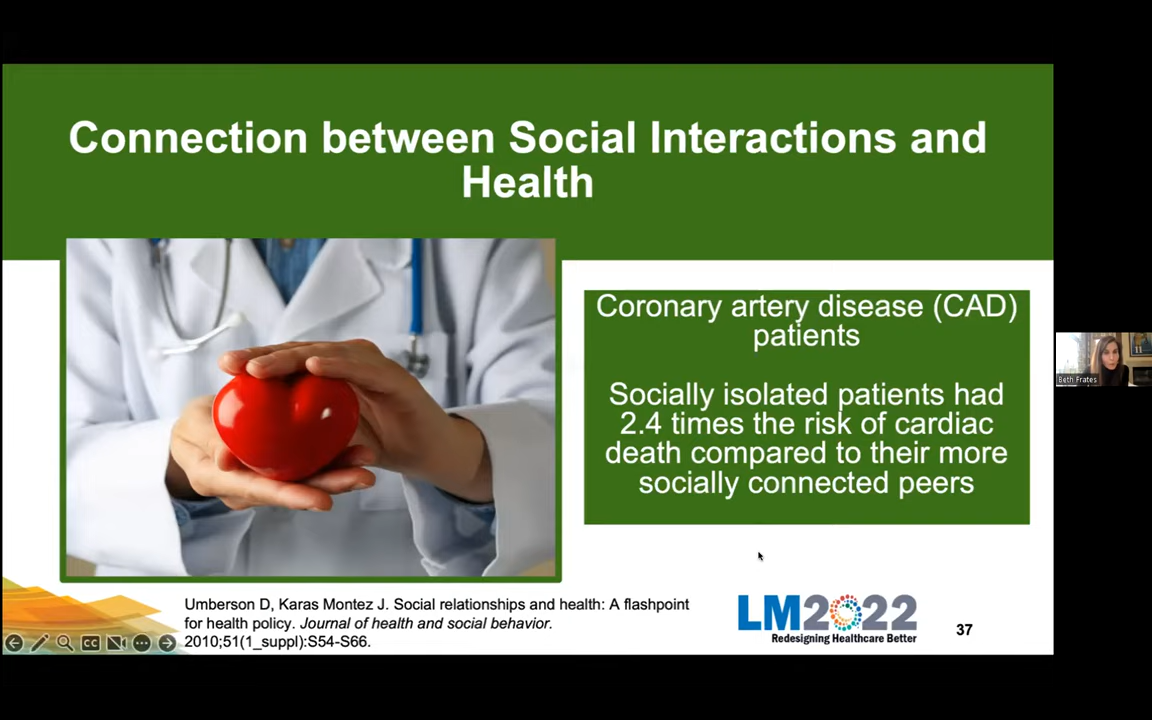 Connection between Social Interactions and
Health
Coronary artery disease (CAD)
patients
Socially isolated patients had
2.4 times the risk of cardiac
death compared to their more
socially connected peers
Beth Frates
Umberson D, Karas Montez J. Social relationships and health: A flashpoint
for health policy. Journal of health and social behavior.
2010;51(1_suppl):S54-S66.
CC
LM2022
Redesigning Healthcare Better
37